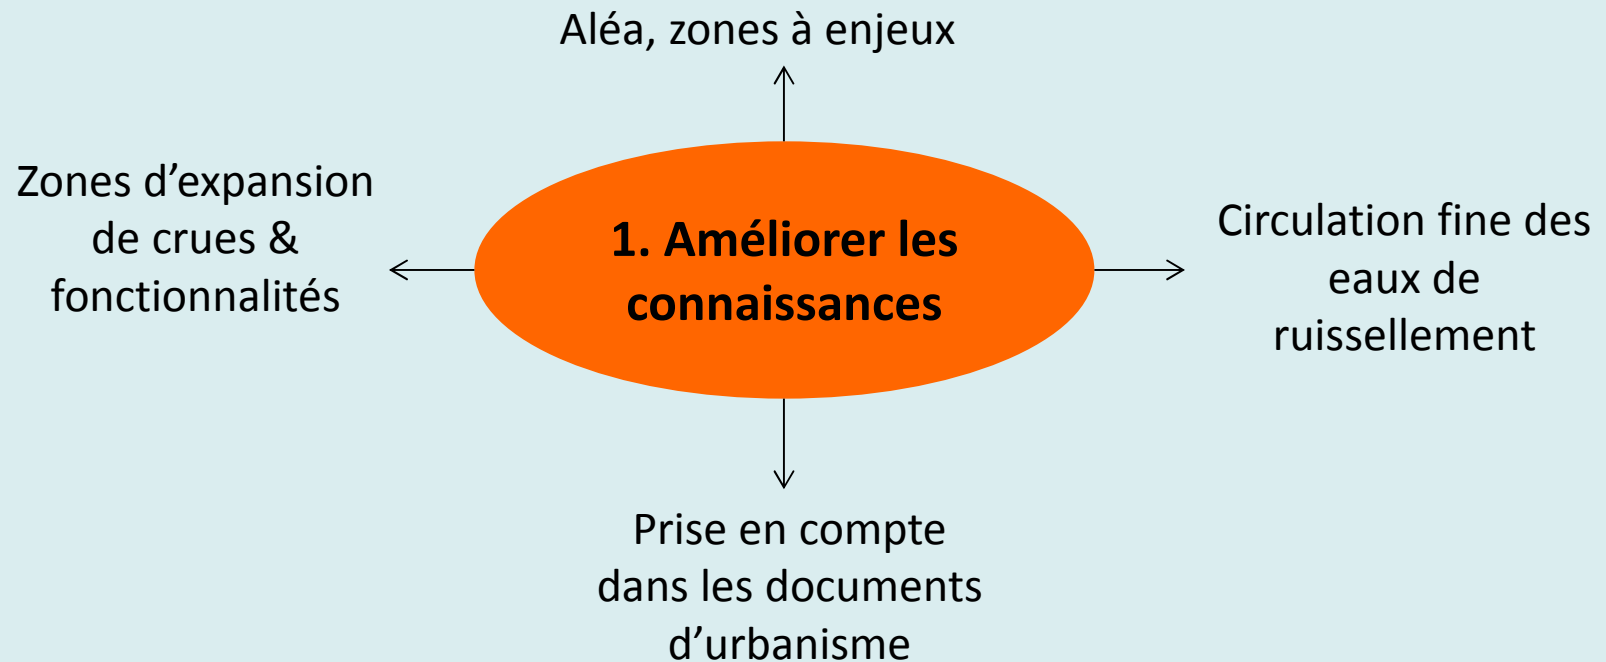 Aléa, zones à enjeux
Zones d’expansion
de crues &
fonctionnalités
1. Améliorer les
connaissances
Circulation fine des
eaux de
ruissellement
Prise en compte
dans les documents
d’urbanisme